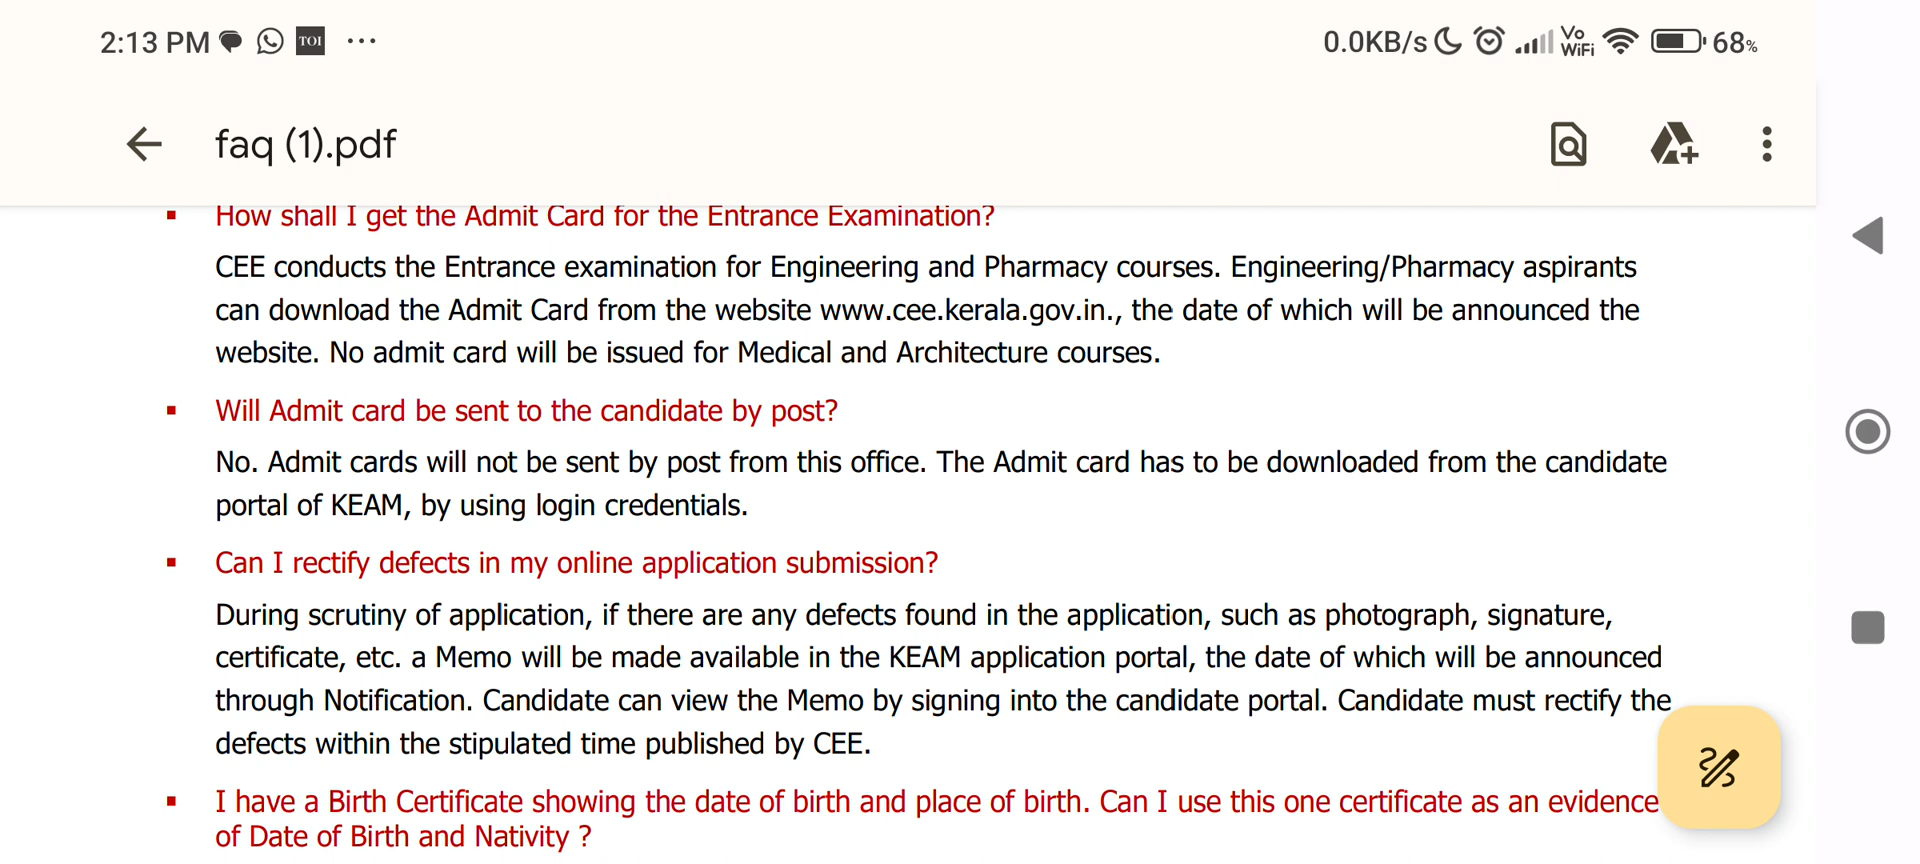 2:13 PM TOI ...
0.0KB/s Vo WiFi 68%
faq (1).pdf
▪ How shall I get the Admit Card for the Entrance Examination?
CEE conducts the Entrance examination for Engineering and Pharmacy courses. Engineering/Pharmacy aspirants
can download the Admit Card from the website www.cee.kerala.gov.in., the date of which will be announced the
website. No admit card will be issued for Medical and Architecture courses.
▪ Will Admit card be sent to the candidate by post?
No. Admit cards will not be sent by post from this office. The Admit card has to be downloaded from the candidate
portal of KEAM, by using login credentials.
▪ Can I rectify defects in my online application submission?
During scrutiny of application, if there are any defects found in the application, such as photograph, signature,
certificate, etc. a Memo will be made available in the KEAM application portal, the date of which will be announced
through Notification. Candidate can view the Memo by signing into the candidate portal. Candidate must rectify the
defects within the stipulated time published by CEE.
▪ I have a Birth Certificate showing the date of birth and place of birth. Can I use this one certificate as an evidence
of Date of Birth and Nativity ?